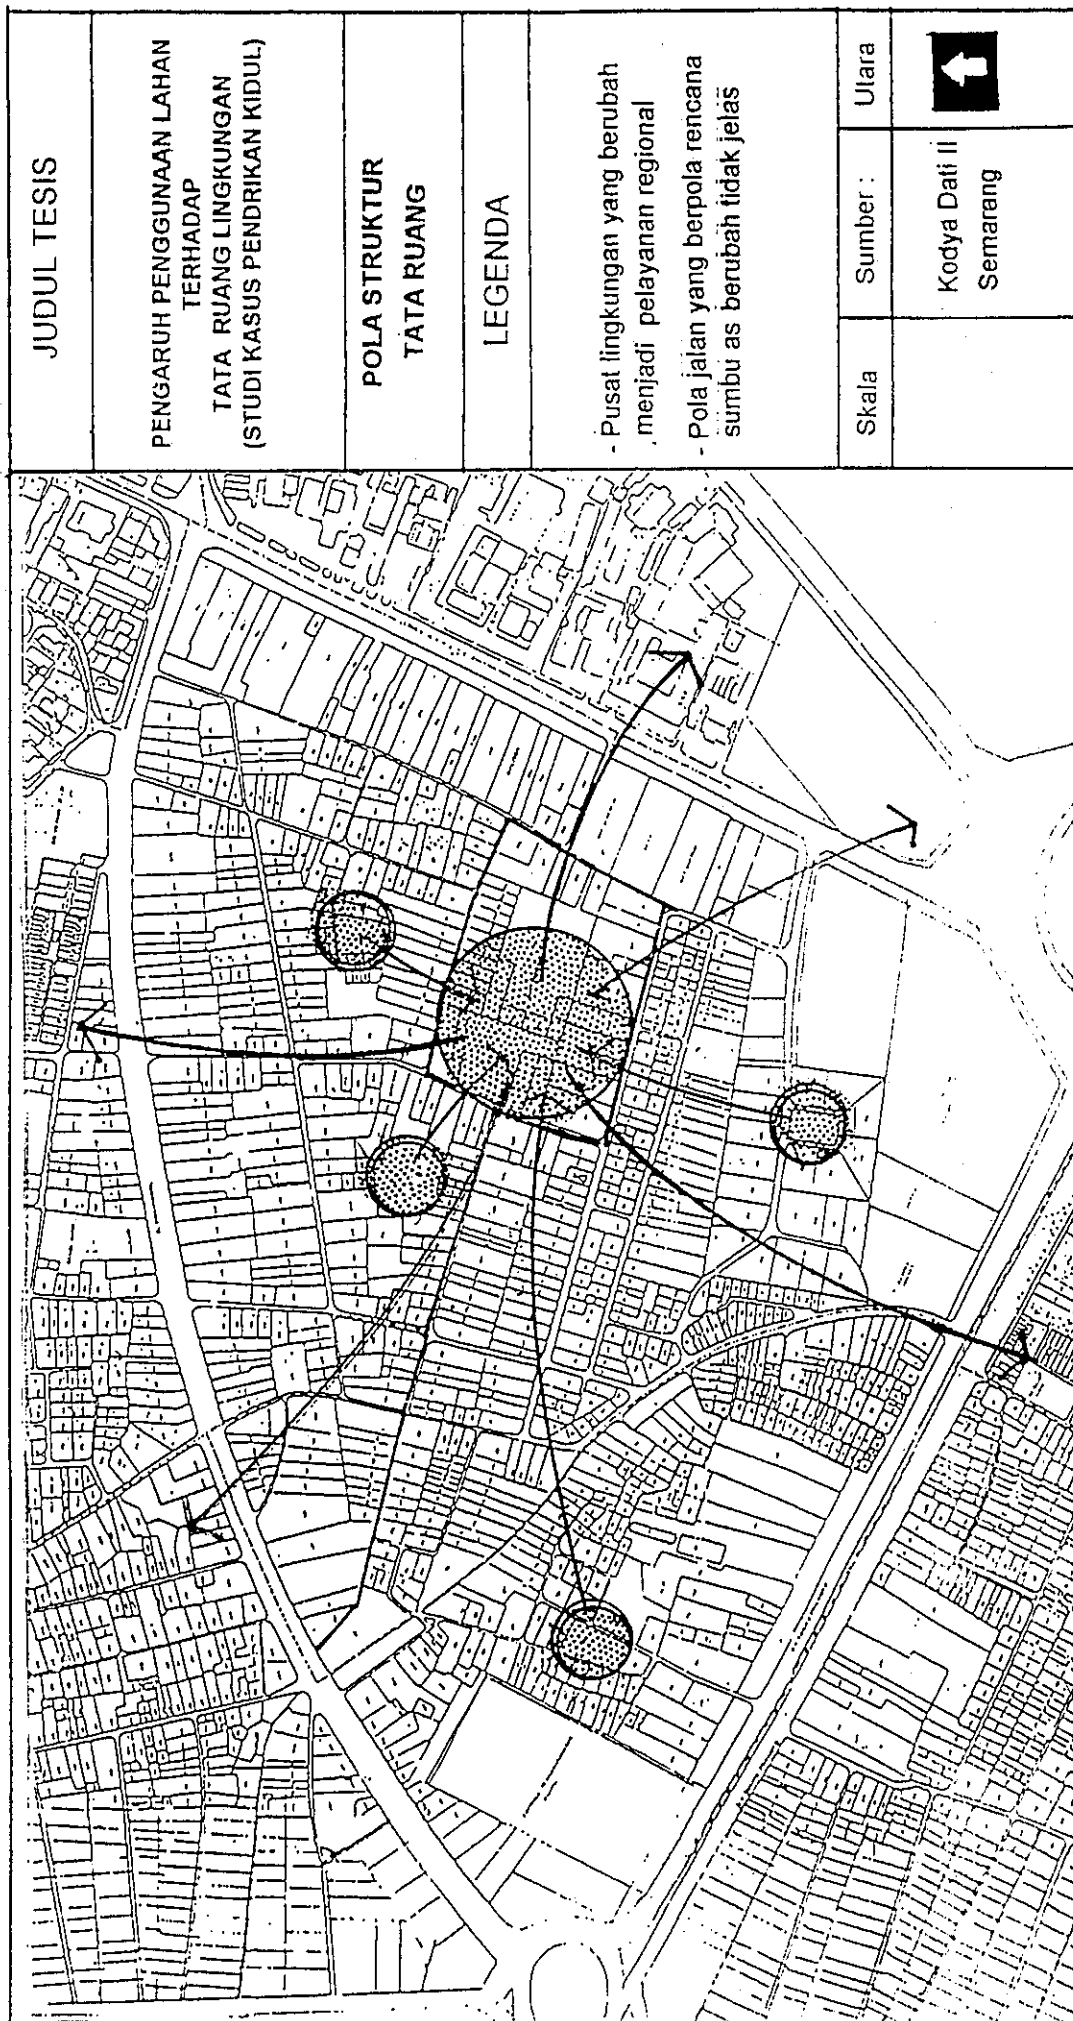 JUDUL TESIS
PENGARUH PENGGUNAAN LAHAN
TERHADAP
TATA RUANG LINGKUNGAN
(STUDI KASUS PENDRIKAN KIDUL)
POLA STRUKTUR
TATA RUANG
LEGENDA
- Pusat lingkungan yang berubah
menjadi pelayanan regional
- Pola jalan yang berpola rencana
sumbu as berubah tidak jelas
Skala
Sumber :
Utara
Kodya Dati II
Semarang